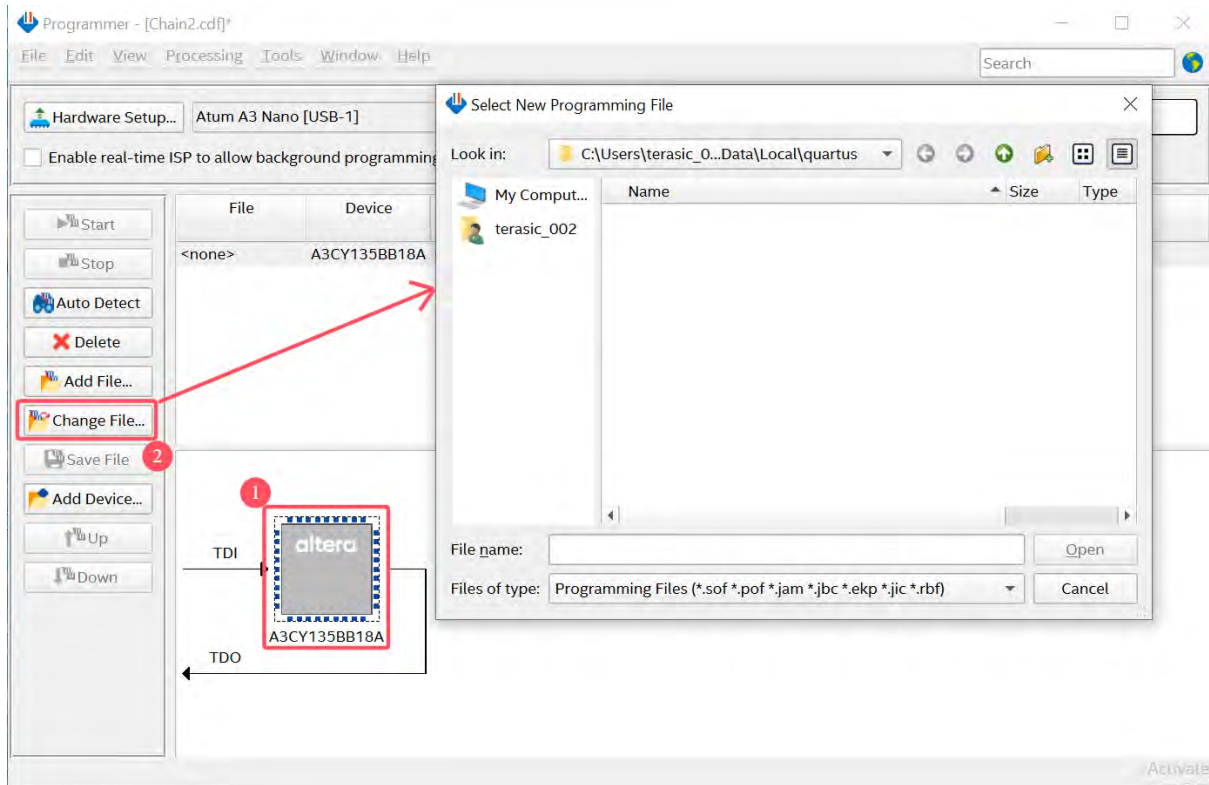 Programmer - [Chain2.cdf]*
File Edit View Processing Tools Window Help
Search
Hardware Setup... Atum A3 Nano [USB-1]
Enable real-time ISP to allow background programming
Select New Programming File
Look in: C:\Users\terasic_0...Data\Local\quartus
My Comput...
terasic_002
Name Size Type
File Device
<none> A3CY135BB18A
Start
Stop
Auto Detect
Delete
Add File...
Change File...
2
Save File
Add Device...
Up
Down
1
TDI
altera
A3CY135BB18A
TDO
File name: Open
Files of type: Programming Files (*.sof *.pof *.jam *.jbc *.ekp *.jic *.rbf) Cancel
Activate